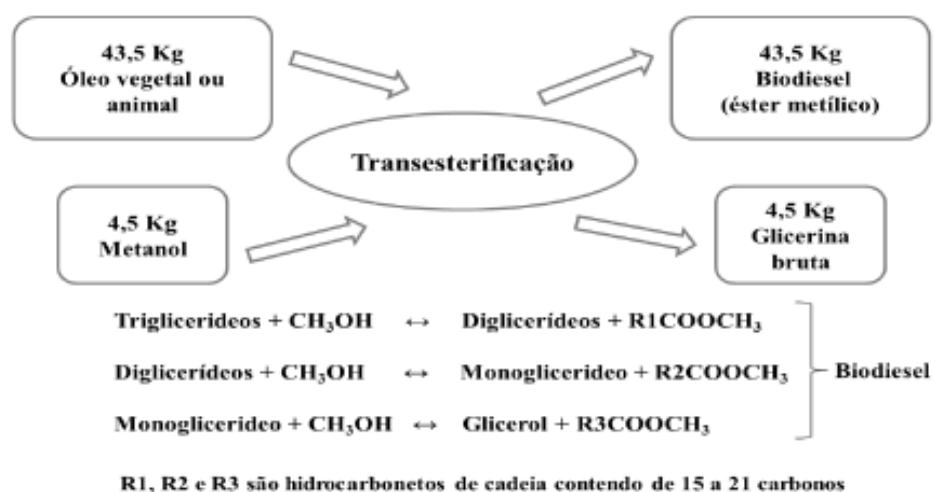 43,5 Kg
Óleo vegetal ou
animal
43,5 Kg
Biodiesel
(éster metílico)
Transesterificação
4,5 Kg
Metanol
4,5 Kg
Glicerina
bruta
Triglicerideos + CH₃OH ↔ Diglicerídeos + R1COOCH₃
Diglicerídeos + CH₃OH ↔ Monoglicerideo + R2COOCH₃
Biodiesel
Monoglicerideo + CH₃OH ↔ Glicerol + R3COOCH₃
R1, R2 e R3 são hidrocarbonetos de cadeia contendo de 15 a 21 carbonos